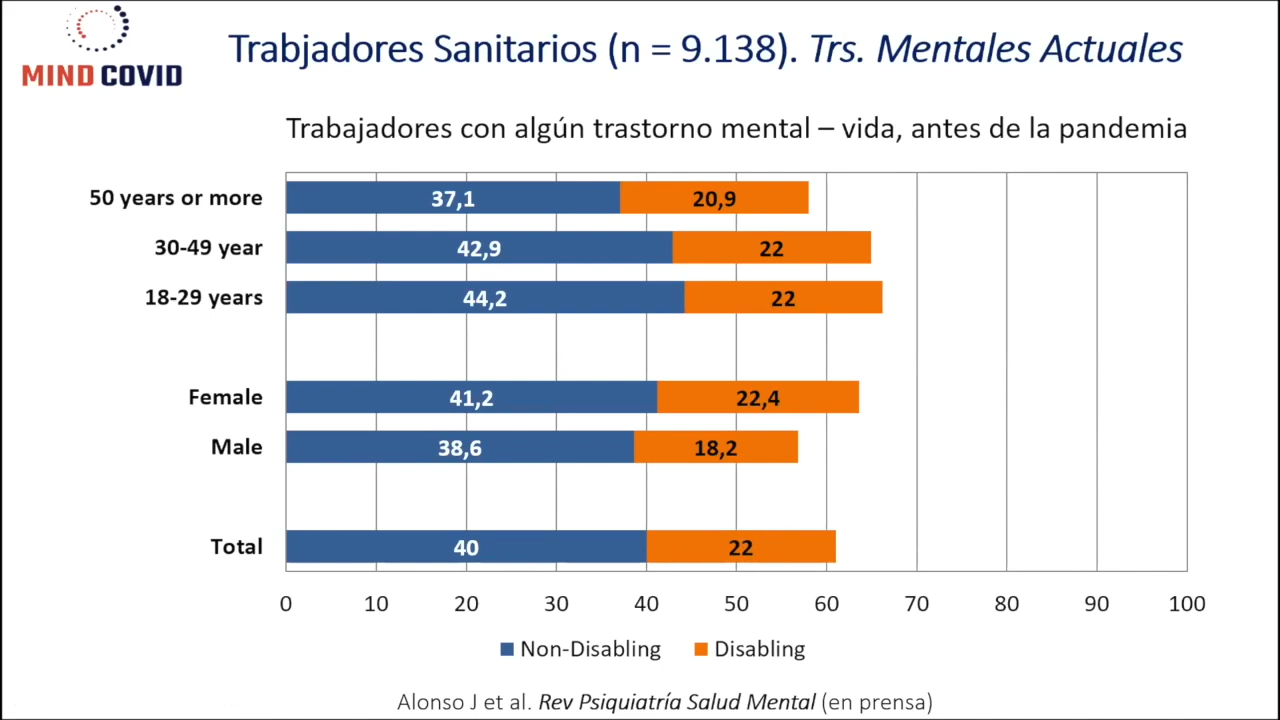 MIND COVID
Trabjadores Sanitarios (n = 9.138). Trs. Mentales Actuales
Trabajadores con algún trastorno mental – vida, antes de la pandemia
50 years or more 37,1 20,9
30-49 year 42,9 22
18-29 years 44,2 22
Female 41,2 22,4
Male 38,6 18,2
Total 40 22
0 10 20 30 40 50 60 70 80 90 100
Non-Disabling Disabling
Alonso J et al. Rev Psiquiatría Salud Mental (en prensa)